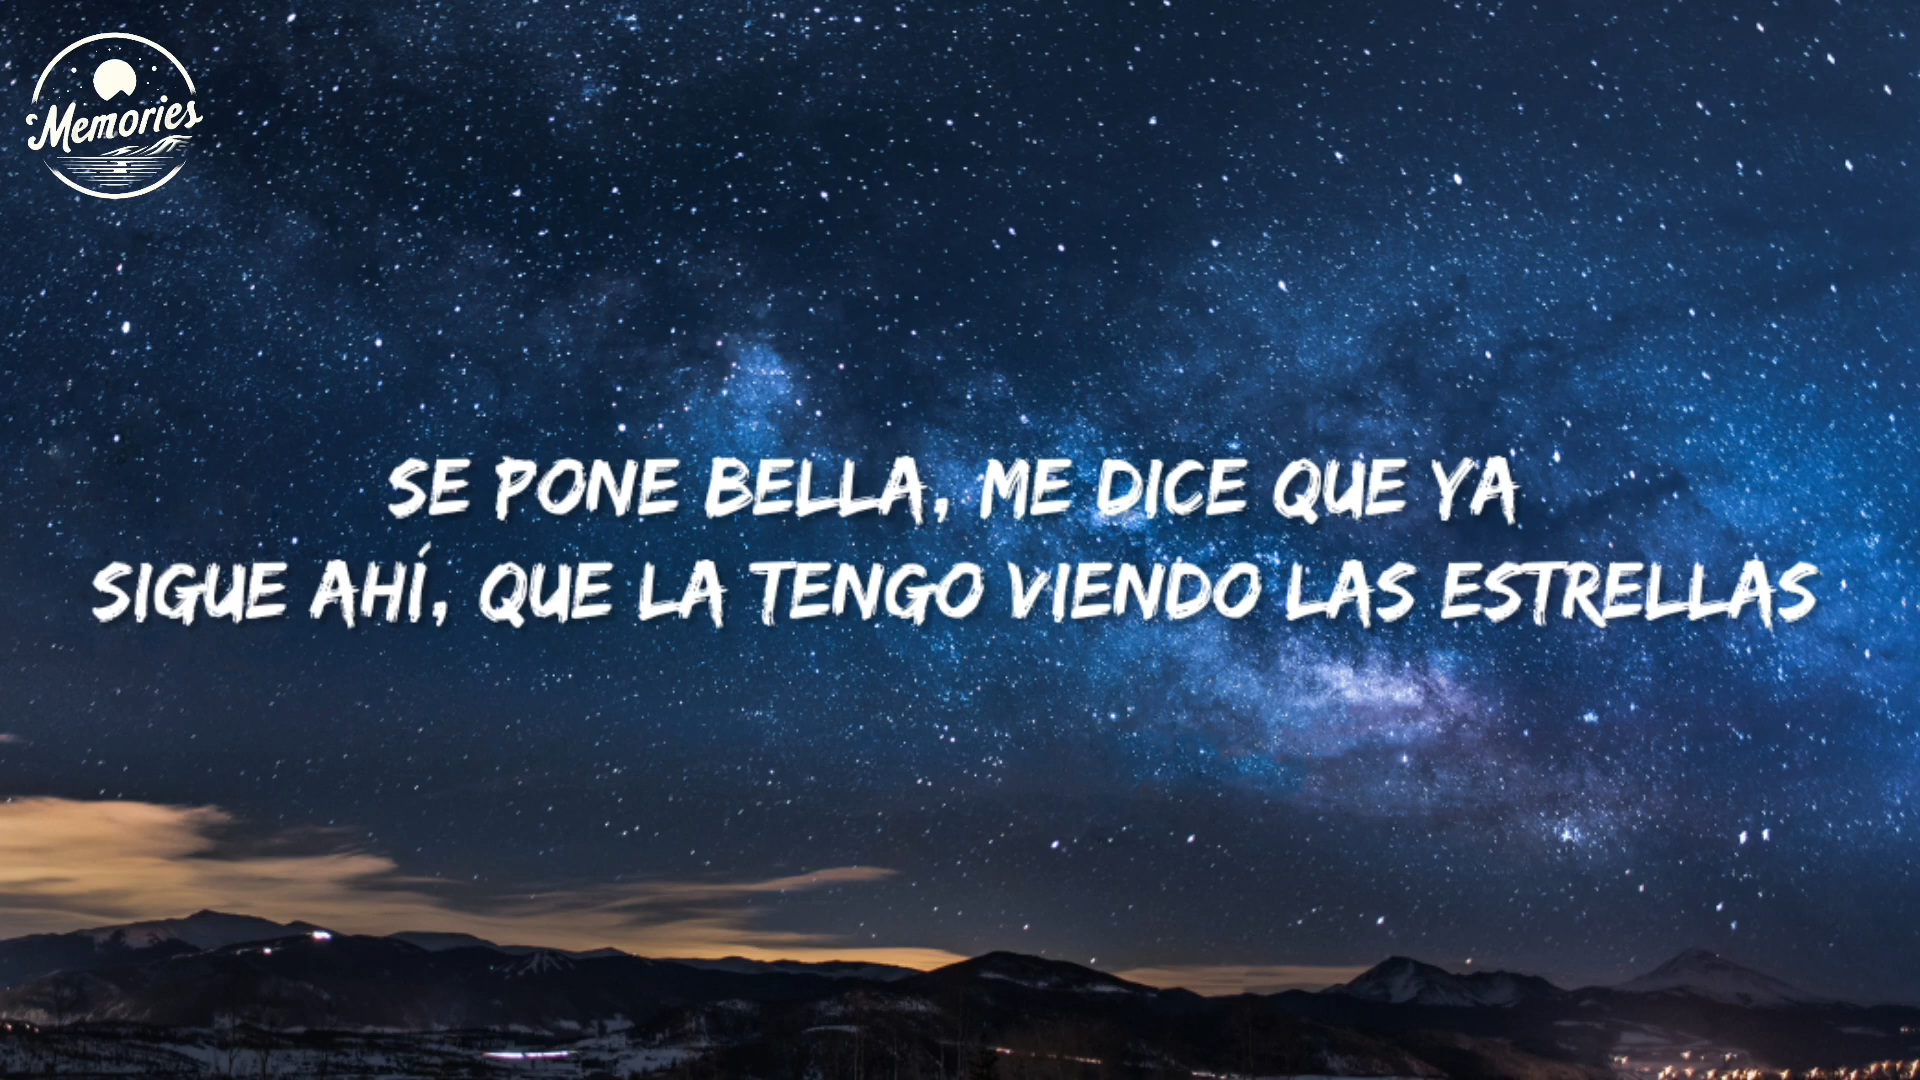 Memories
SE PONE BELLA, ME DICE QUE YA
SIGUE AHÍ, QUE LA TENGO VIENDO LAS ESTRELLAS